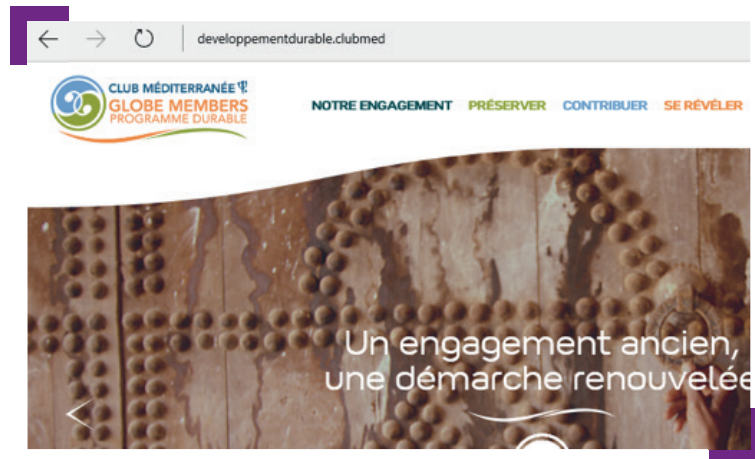 developpementdurable.clubmed
CLUB MÉDITERRANÉE
GLOBE MEMBERS
PROGRAMME DURABLE
NOTRE ENGAGEMENT PRÉSERVER CONTRIBUER SE RÉVÉLER
Un engagement ancien,
une démarche renouvelée